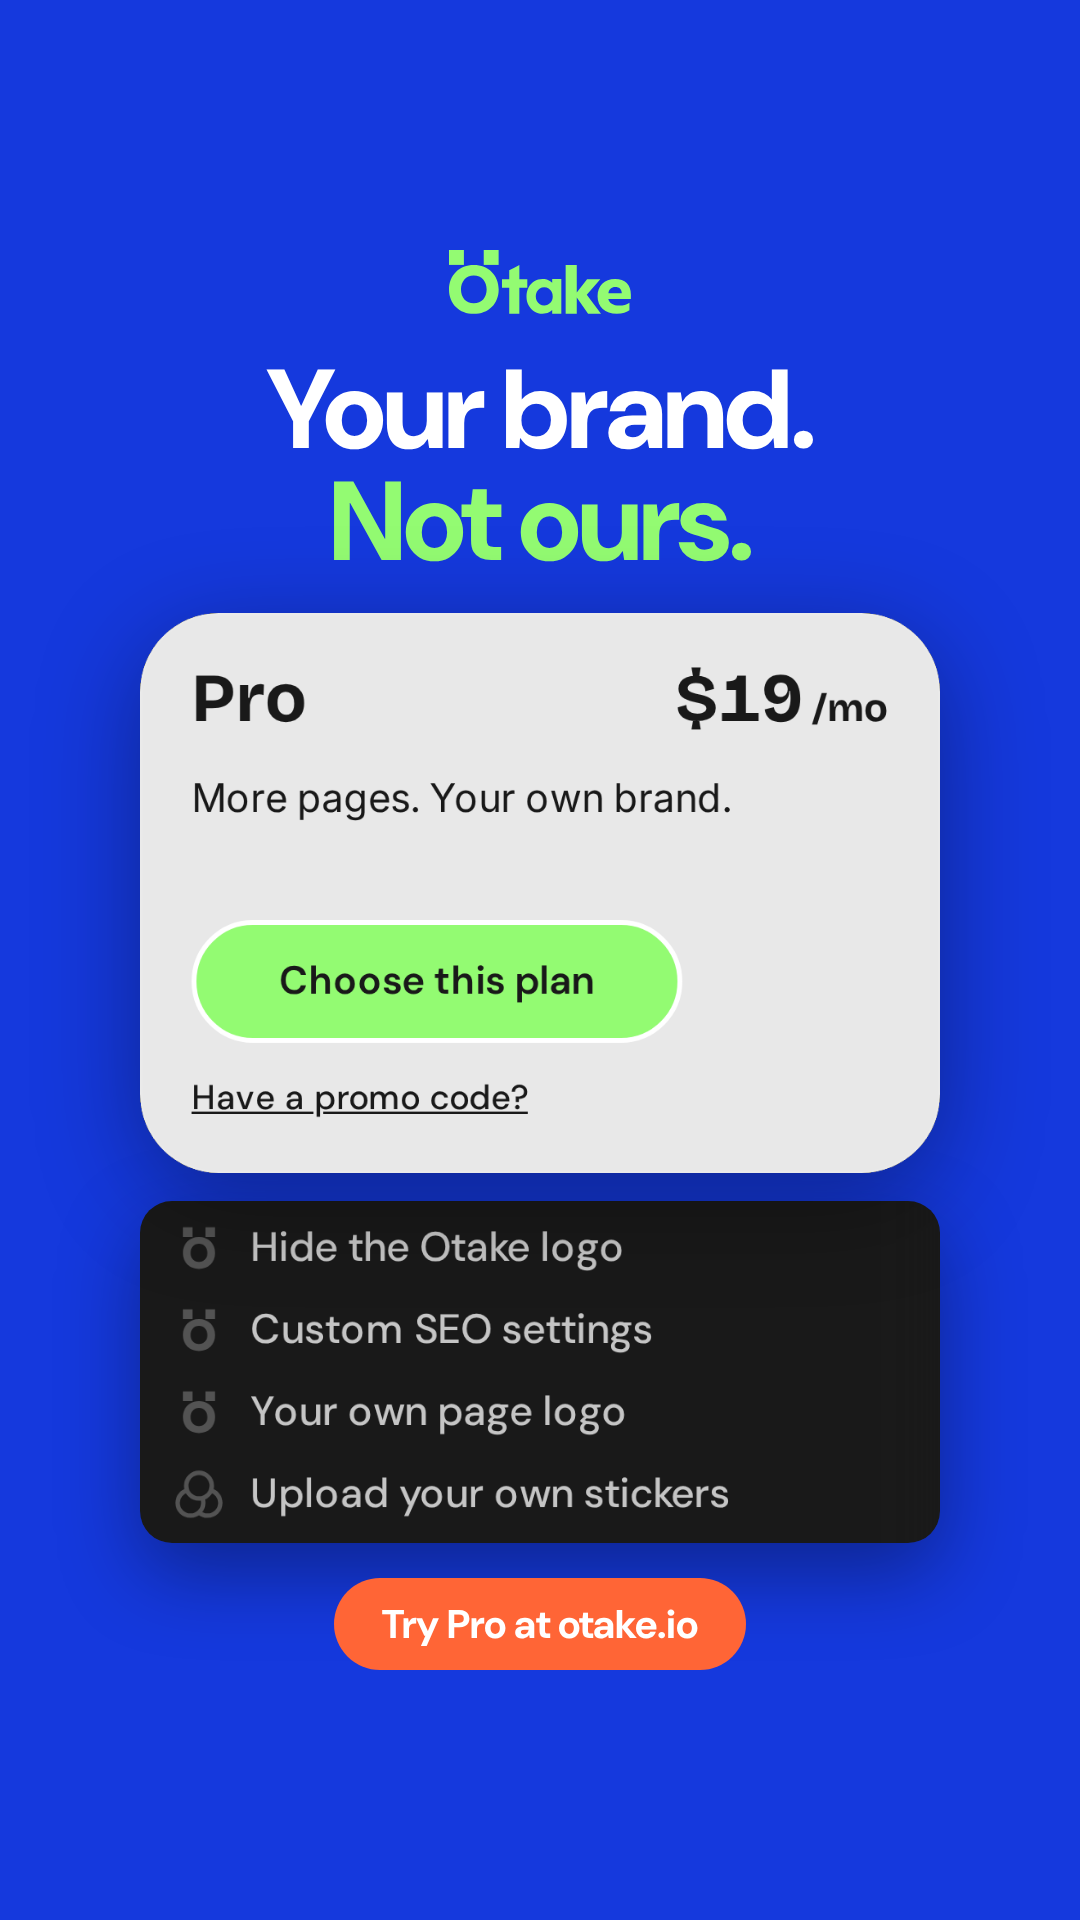 Ötake
Your brand.
Not ours.
Pro
$19 /mo
More pages. Your own brand.
Choose this plan
Have a promo code?
Hide the Otake logo
Custom SEO settings
Your own page logo
Upload your own stickers
Try Pro at otake.io